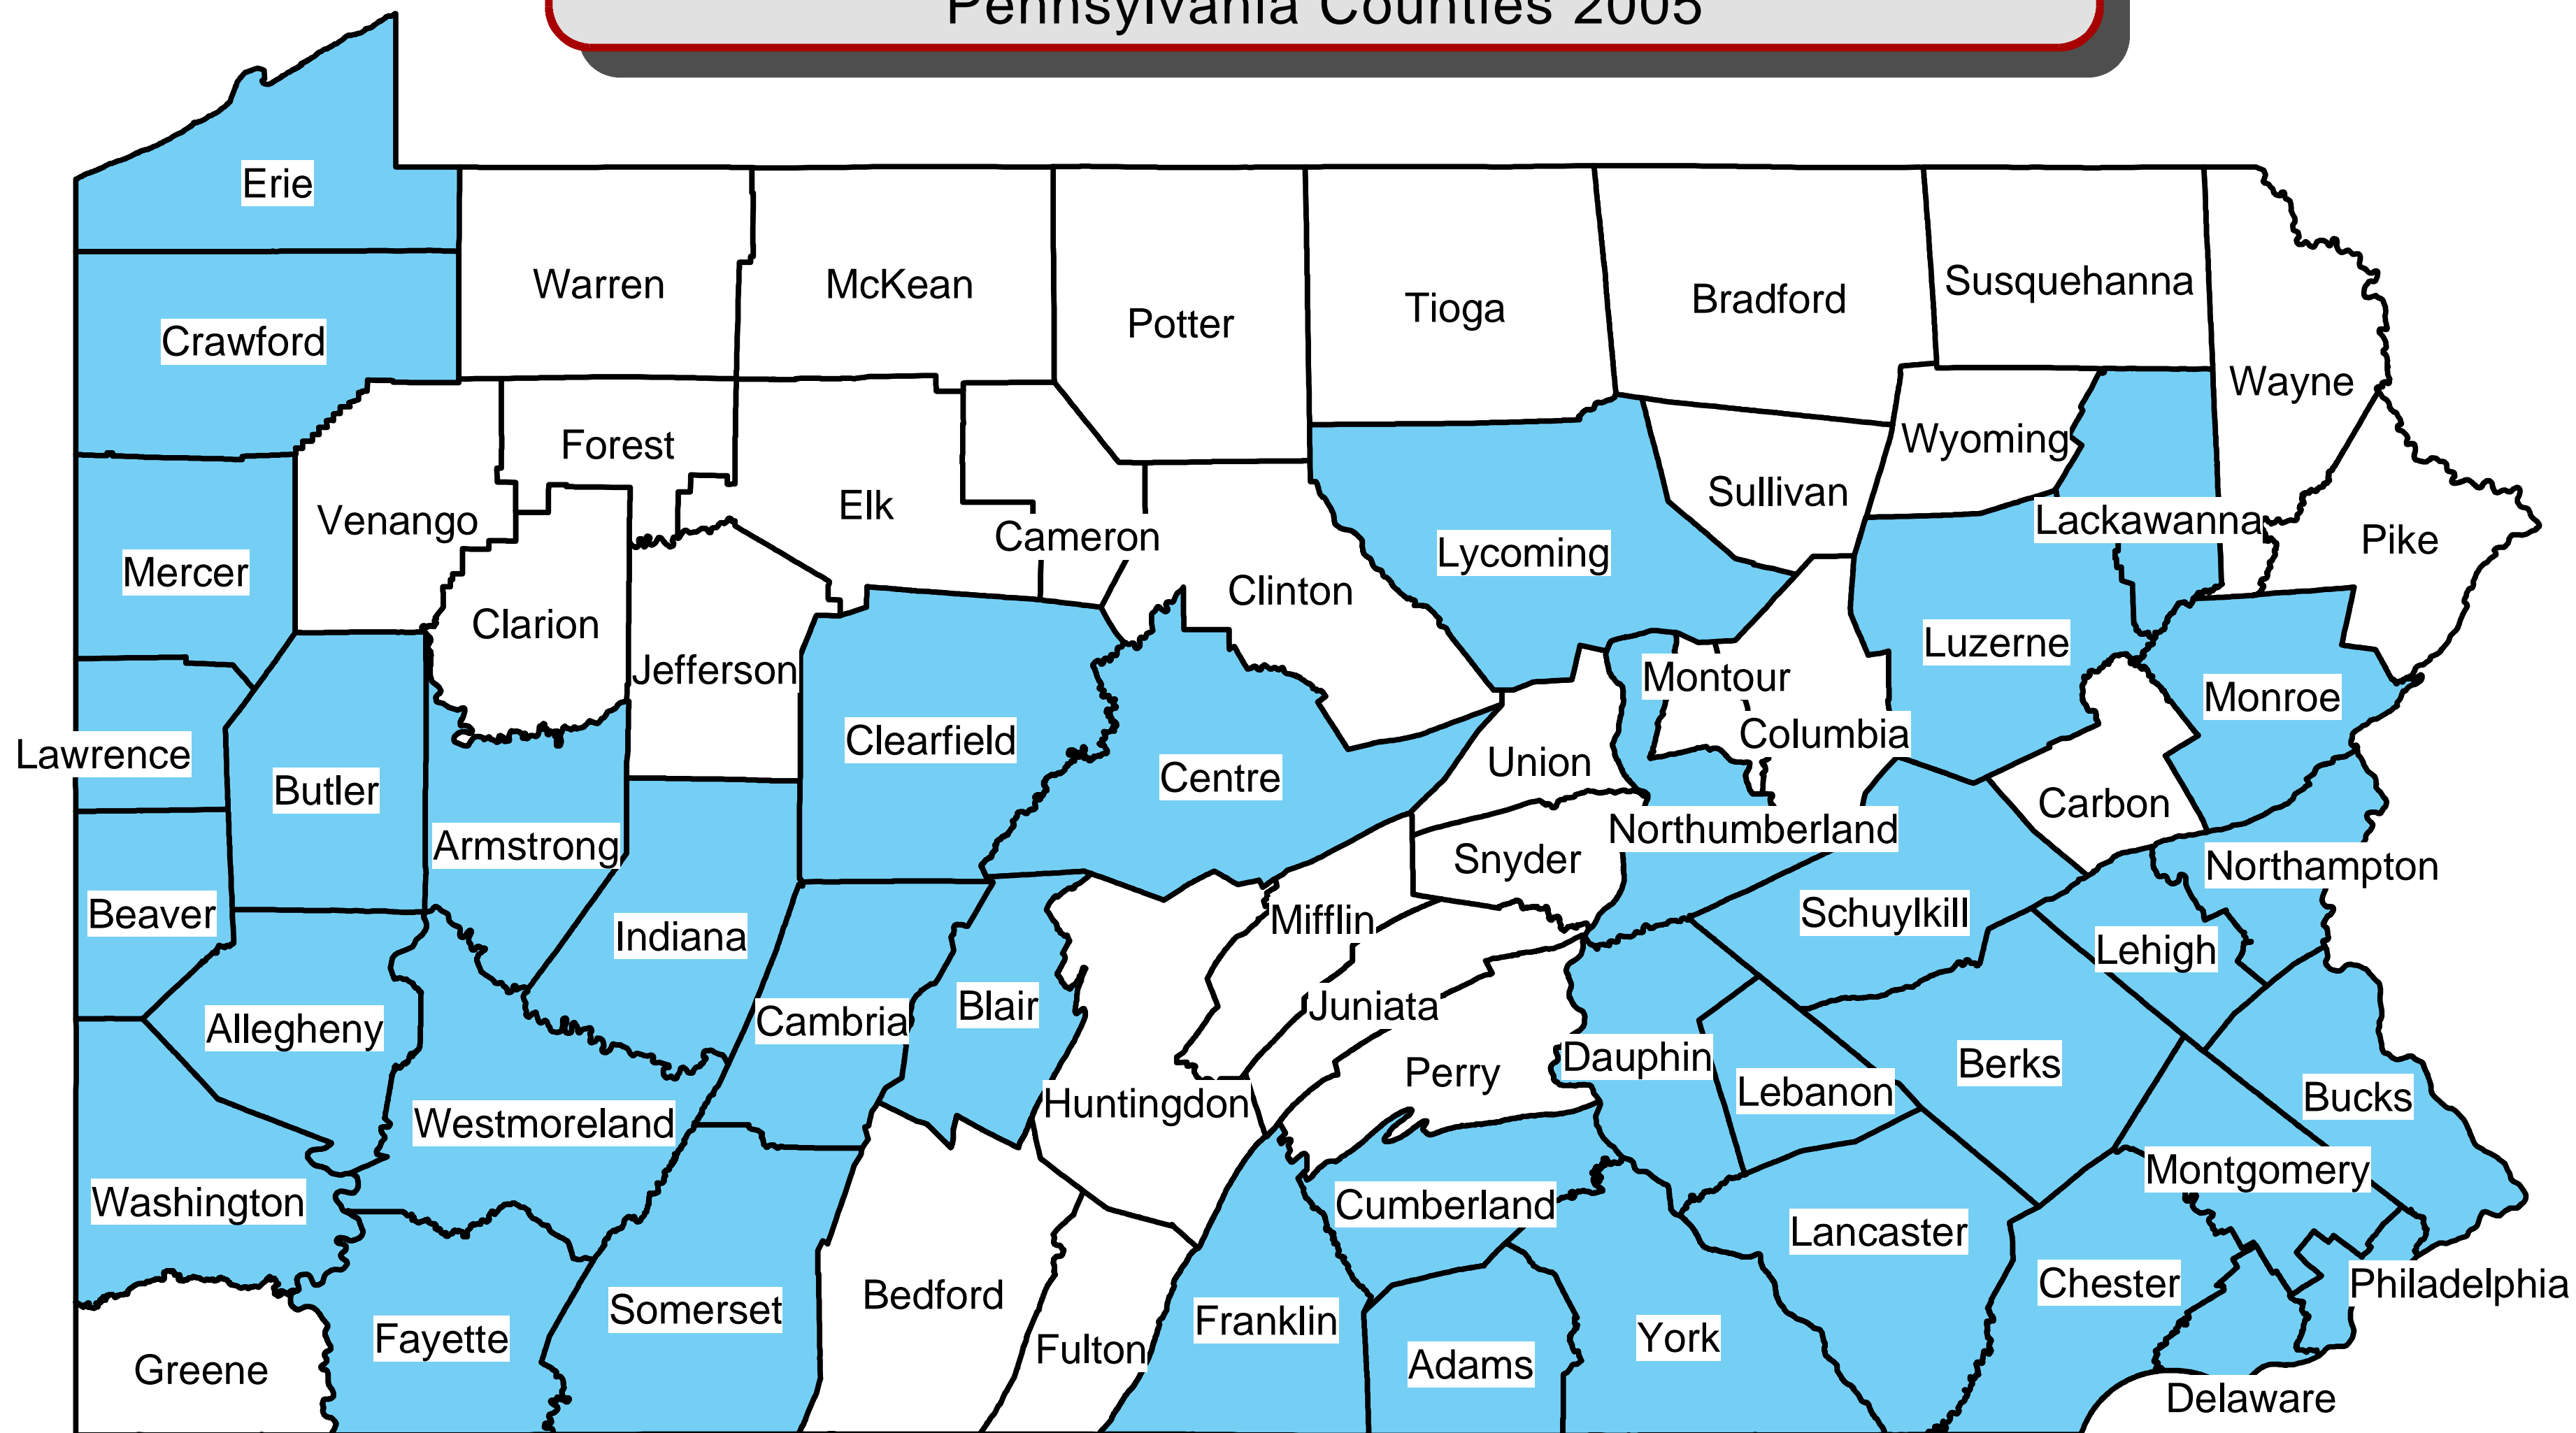 Pennsylvania Counties 2005
Erie
Warren
McKean
Potter
Tioga
Bradford
Susquehanna
Wayne
Crawford
Forest
Wyoming
Venango
Elk
Cameron
Sullivan
Lackawanna
Pike
Mercer
Clarion
Clinton
Lycoming
Jefferson
Montour
Luzerne
Monroe
Lawrence
Butler
Clearfield
Centre
Union
Columbia
Carbon
Armstrong
Snyder
Northumberland
Northampton
Beaver
Indiana
Mifflin
Schuylkill
Lehigh
Allegheny
Cambria
Blair
Juniata
Dauphin
Berks
Huntingdon
Perry
Lebanon
Bucks
Westmoreland
Washington
Cumberland
Lancaster
Montgomery
Somerset
Bedford
Franklin
Chester
Philadelphia
Greene
Fayette
Fulton
Adams
York
Delaware